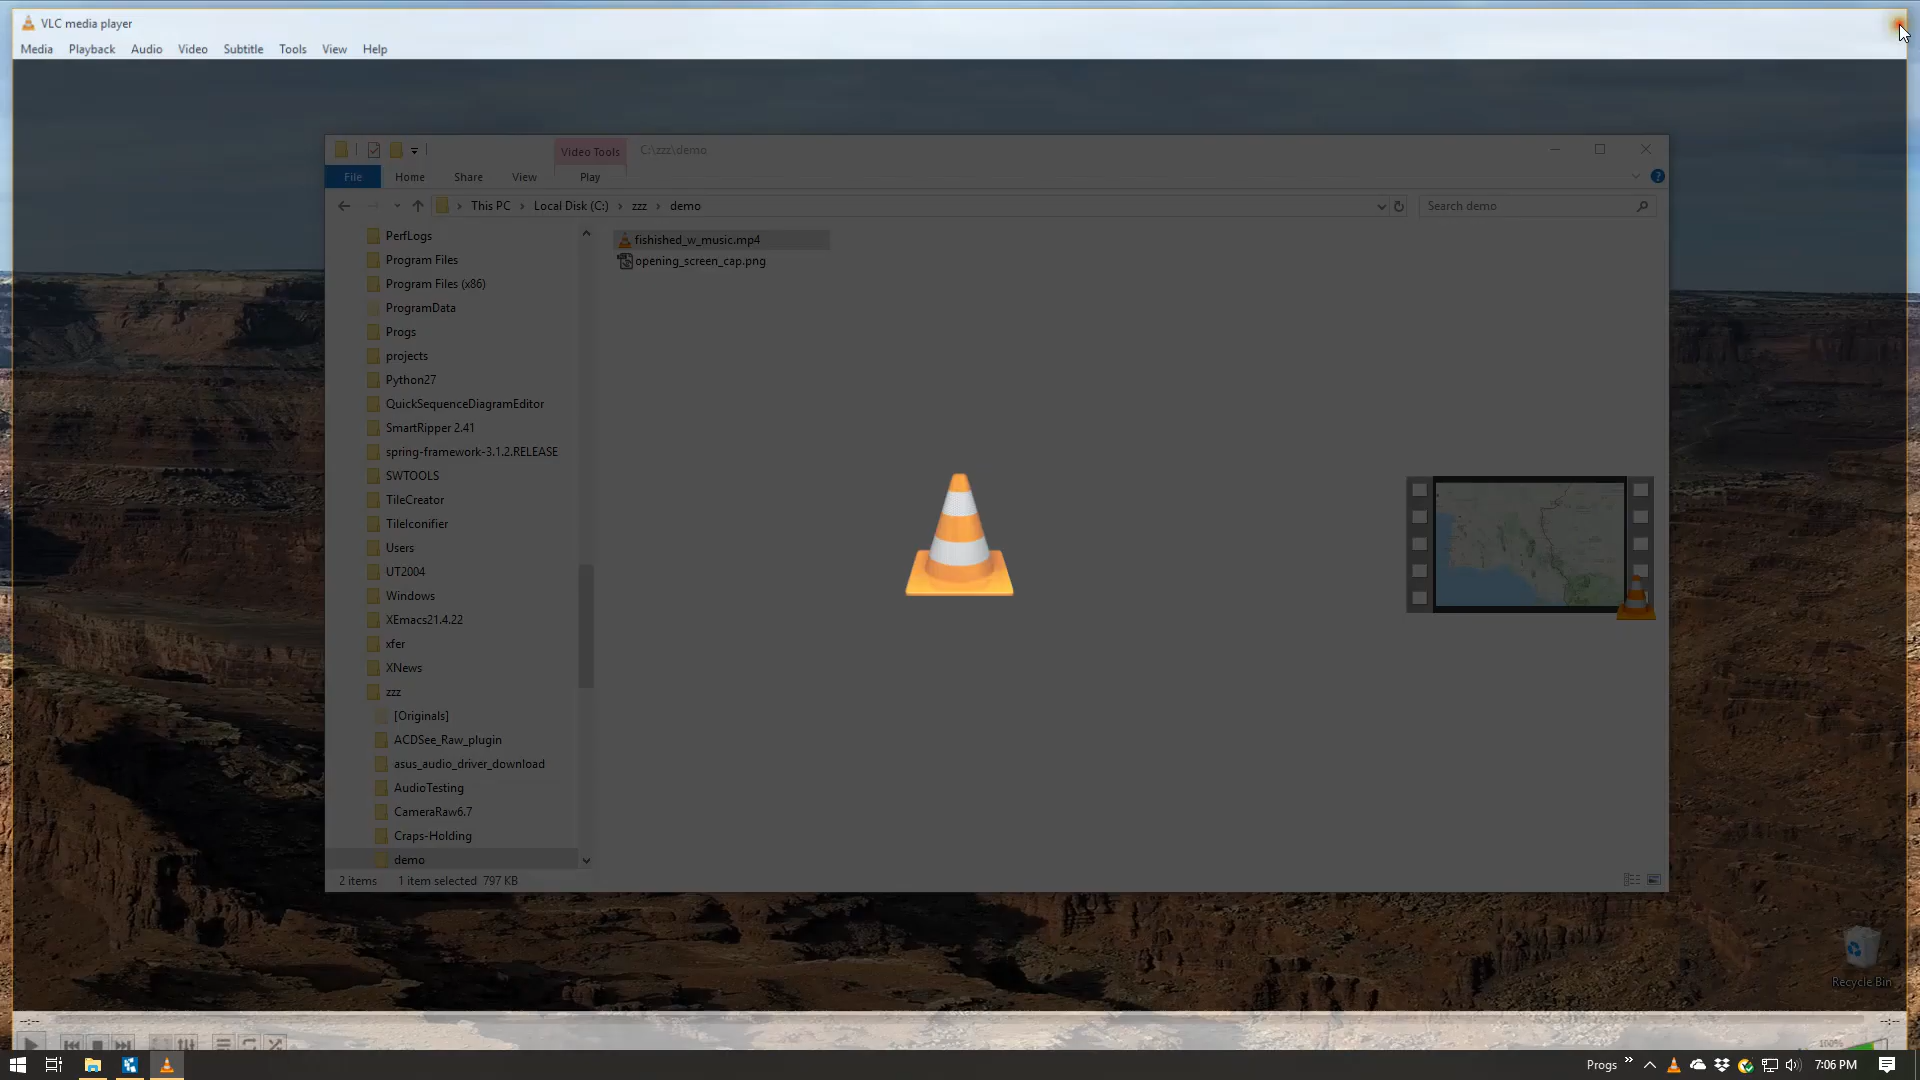 VLC media player
Media Playback Audio Video Subtitle Tools View Help
Video Tools C:\zzz\demo
File Home Share View Play
This PC Local Disk (C:) zzz demo
Search demo
PerfLogs
Program Files
Program Files (x86)
ProgramData
Progs
projects
Python27
QuickSequenceDiagramEditor
SmartRipper 2.41
spring-framework-3.1.2.RELEASE
SWTOOLS
TileCreator
TileIconifier
Users
UT2004
Windows
XEmacs21.4.22
xfer
XNews
zzz
[Originals]
ACDSee_Raw_plugin
asus_audio_driver_download
AudioTesting
CameraRaw6.7
Craps-Holding
demo
fishished_w_music.mp4
opening_screen_cap.png
2 items 1 item selected 797 KB
Recycle Bin
--:-- --:--
100%
Progs » 7:06 PM